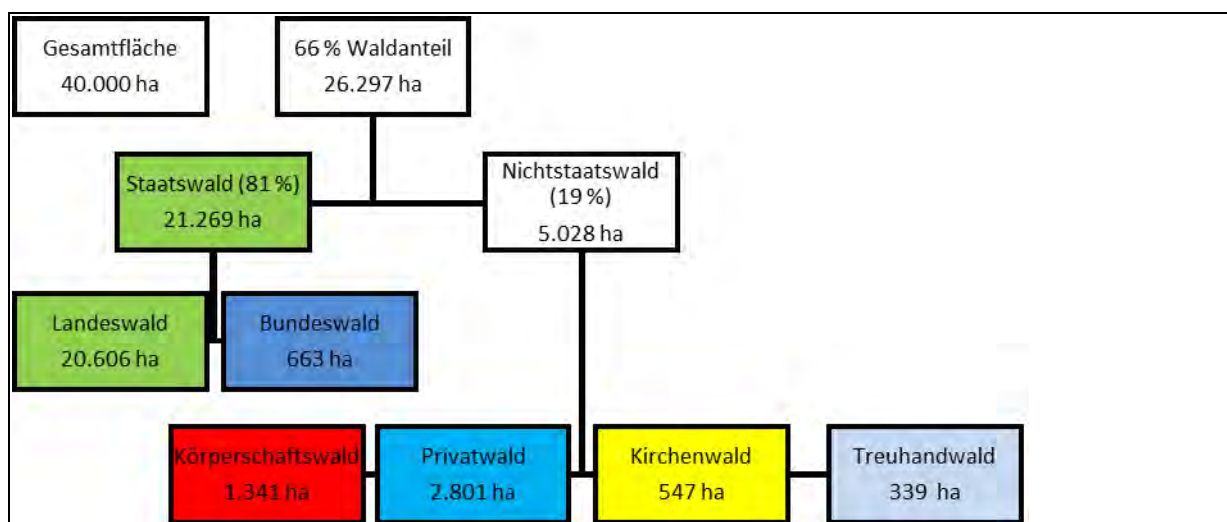 Gesamtfläche
40.000 ha
66 % Waldanteil
26.297 ha
Staatswald (81 %)
21.269 ha
Nichtstaatswald
(19 %)
5.028 ha
Landeswald
20.606 ha
Bundeswald
663 ha
Körperschaftswald
1.341 ha
Privatwald
2.801 ha
Kirchenwald
547 ha
Treuhandwald
339 ha